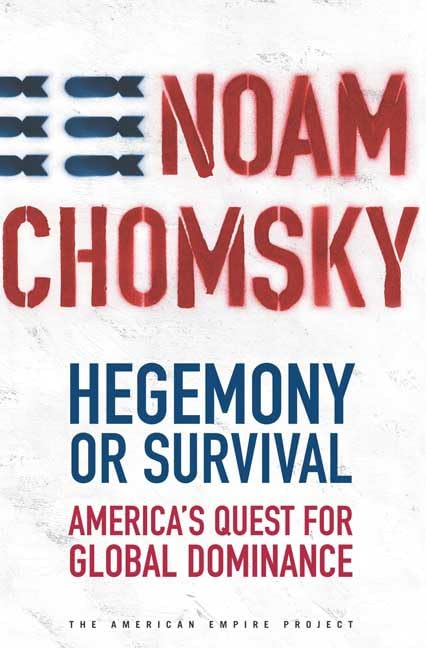 NOAM
CHOMSKY
HEGEMONY
OR SURVIVAL
AMERICA'S QUEST FOR
GLOBAL DOMINANCE
THE AMERICAN EMPIRE PROJECT